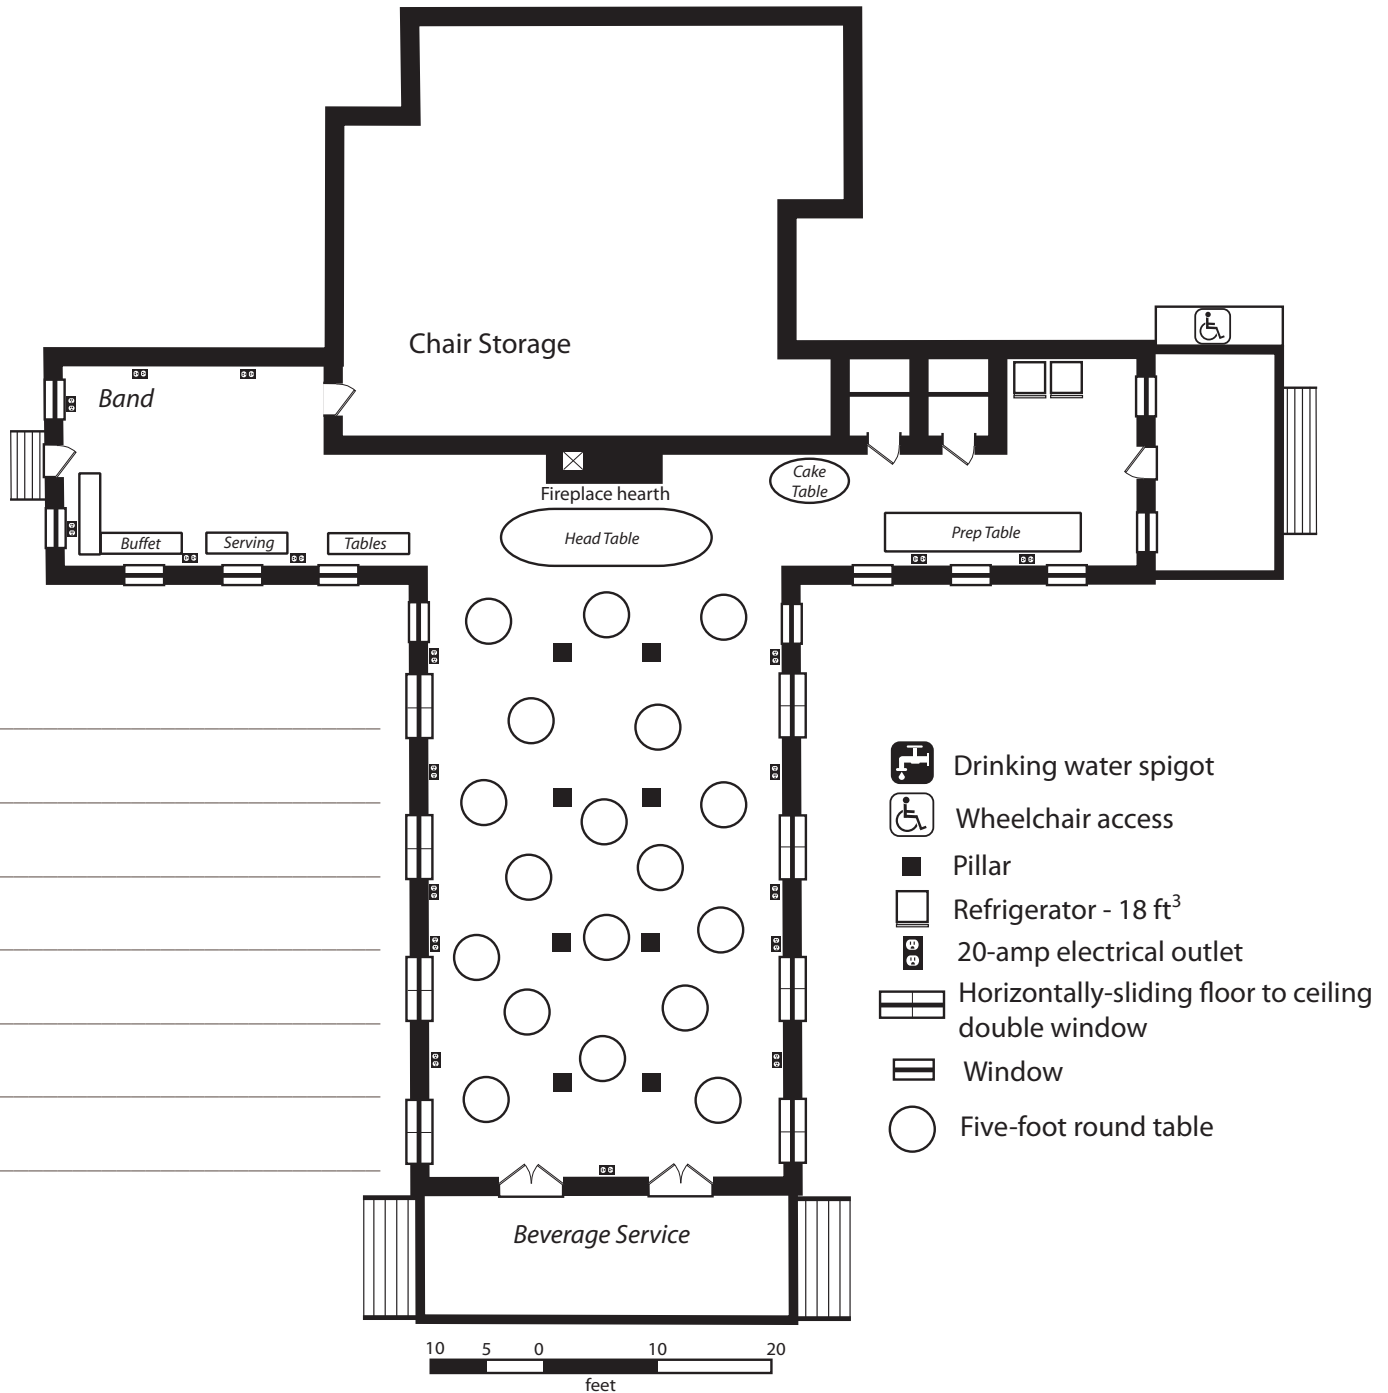 Chair Storage
Band
Cake
Table
Fireplace hearth
Head Table
Buffet
Serving
Tables
Prep Table
Drinking water spigot
Wheelchair access
Pillar
Refrigerator - 18 ft³
20-amp electrical outlet
Horizontally-sliding floor to ceiling
double window
Window
Five-foot round table
Beverage Service
10 5 0 10 20
feet